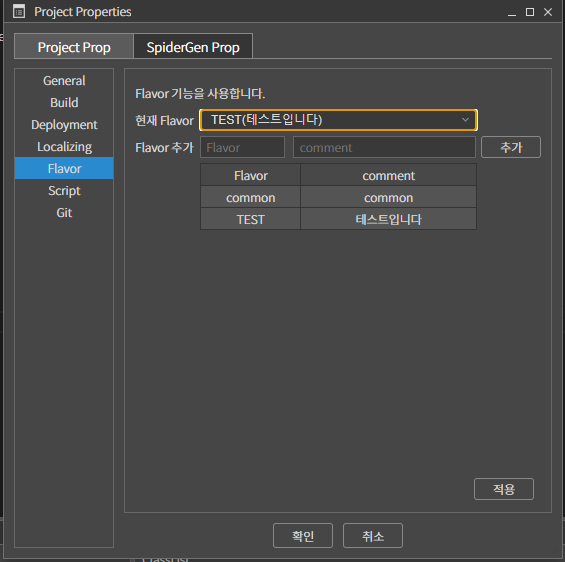 Project Properties
Project Prop SpiderGen Prop
General
Build
Deployment
Localizing
Flavor
Script
Git
Flavor 기능을 사용합니다.
현재 Flavor TEST(테스트입니다)
Flavor 추가 Flavor comment 추가
Flavor comment
common common
TEST 테스트입니다
적용
확인 취소